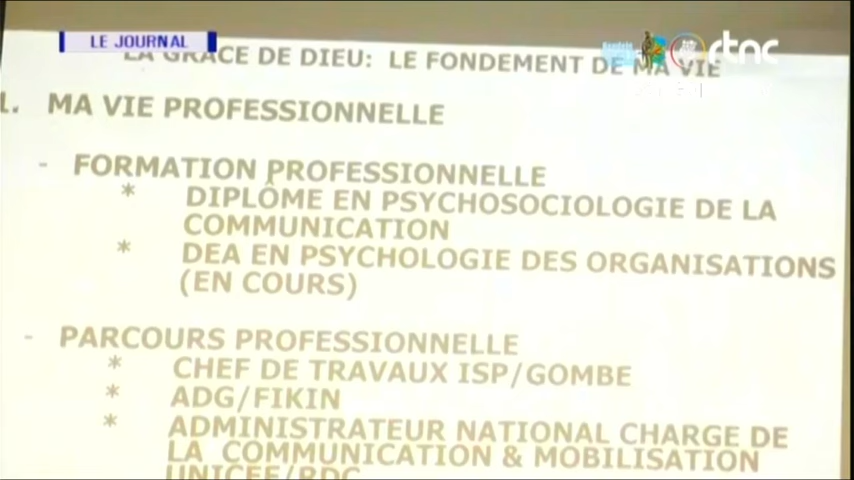 LE JOURNAL
rtnc
LA GRACE DE DIEU: LE FONDEMENT DE MA VIE
1. MA VIE PROFESSIONNELLE
- FORMATION PROFESSIONNELLE
* DIPLÔME EN PSYCHOSOCIOLOGIE DE LA
COMMUNICATION
* DEA EN PSYCHOLOGIE DES ORGANISATIONS
(EN COURS)
- PARCOURS PROFESSIONNELLE
* CHEF DE TRAVAUX ISP/GOMBE
* ADG/FIKIN
* ADMINISTRATEUR NATIONAL CHARGE DE
LA COMMUNICATION & MOBILISATION
UNICEF/RDC